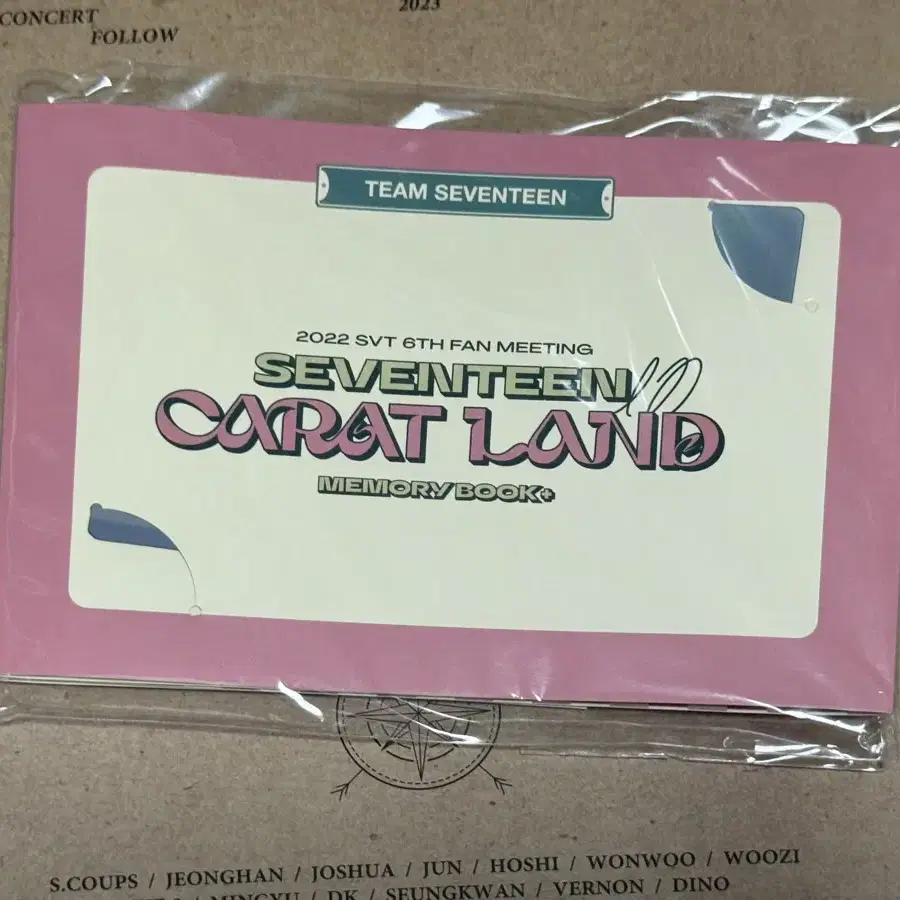 CONCERT
2023
FOLLOW
TEAM SEVENTEEN
2022 SVT 6TH FAN MEETING
SEVENTEEN
CARAT LAND
MEMORY BOOK+
S.COUPS / JEONGHAN / JOSHUA / JUN / HOSHI / WONWOO / WOOZI
MINGYU / DK / SEUNGKWAN / VERNON / DINO